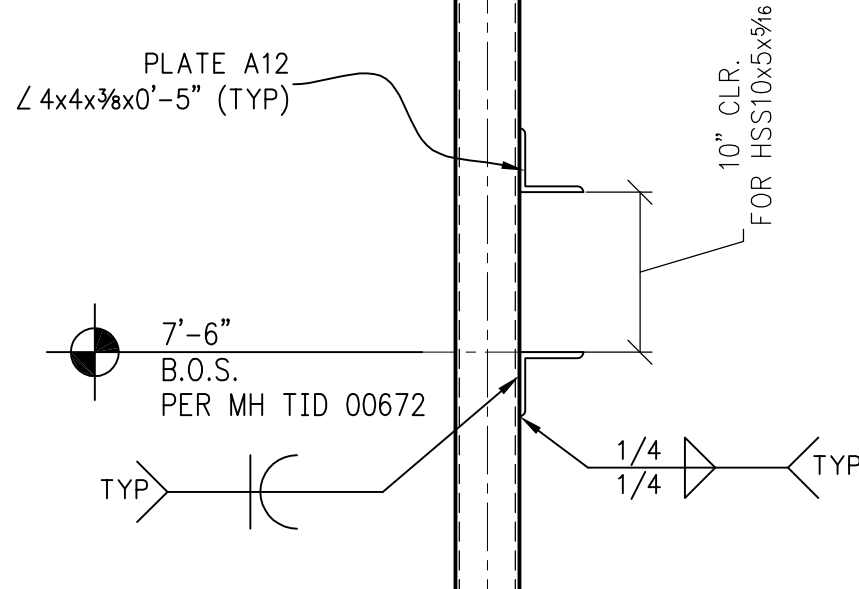 PLATE A12
∠ 4x4x⅜x0'-5" (TYP)
10" CLR.
FOR HSS10x5x5/16
7'-6"
B.O.S.
PER MH TID 00672
TYP
1/4
1/4
TYP